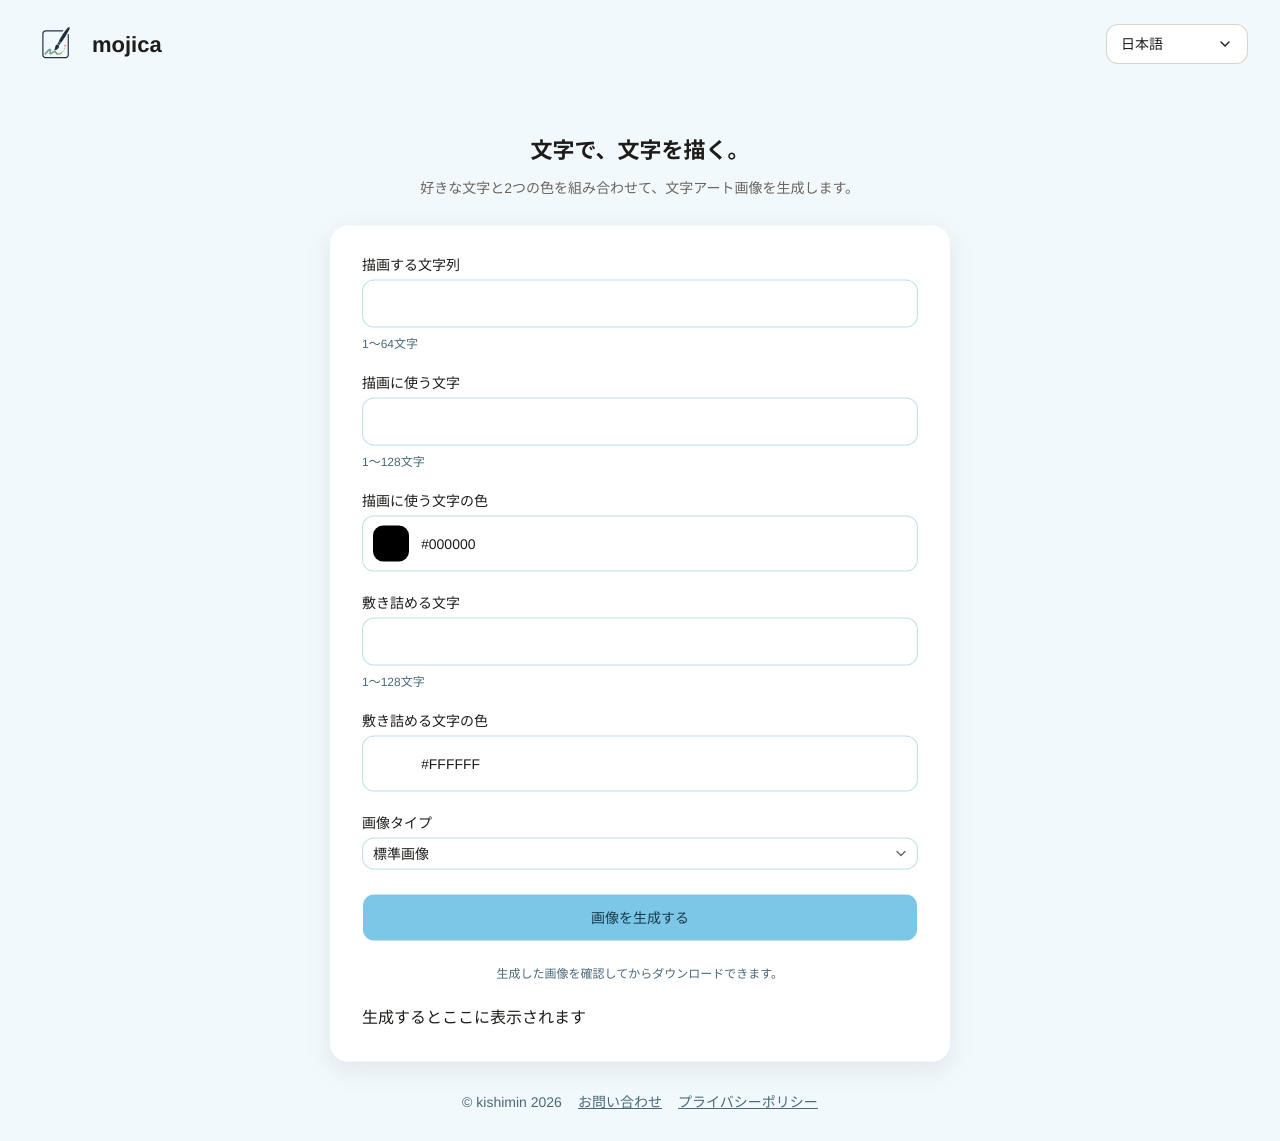 mojica
日本語
文字で、文字を描く。
好きな文字と2つの色を組み合わせて、文字アート画像を生成します。
描画する文字列
1〜64文字
描画に使う文字
1〜128文字
描画に使う文字の色
#000000
敷き詰める文字
1〜128文字
敷き詰める文字の色
#FFFFFF
画像タイプ
標準画像
画像を生成する
生成した画像を確認してからダウンロードできます。
生成するとここに表示されます
© kishimin 2026 お問い合わせ プライバシーポリシー